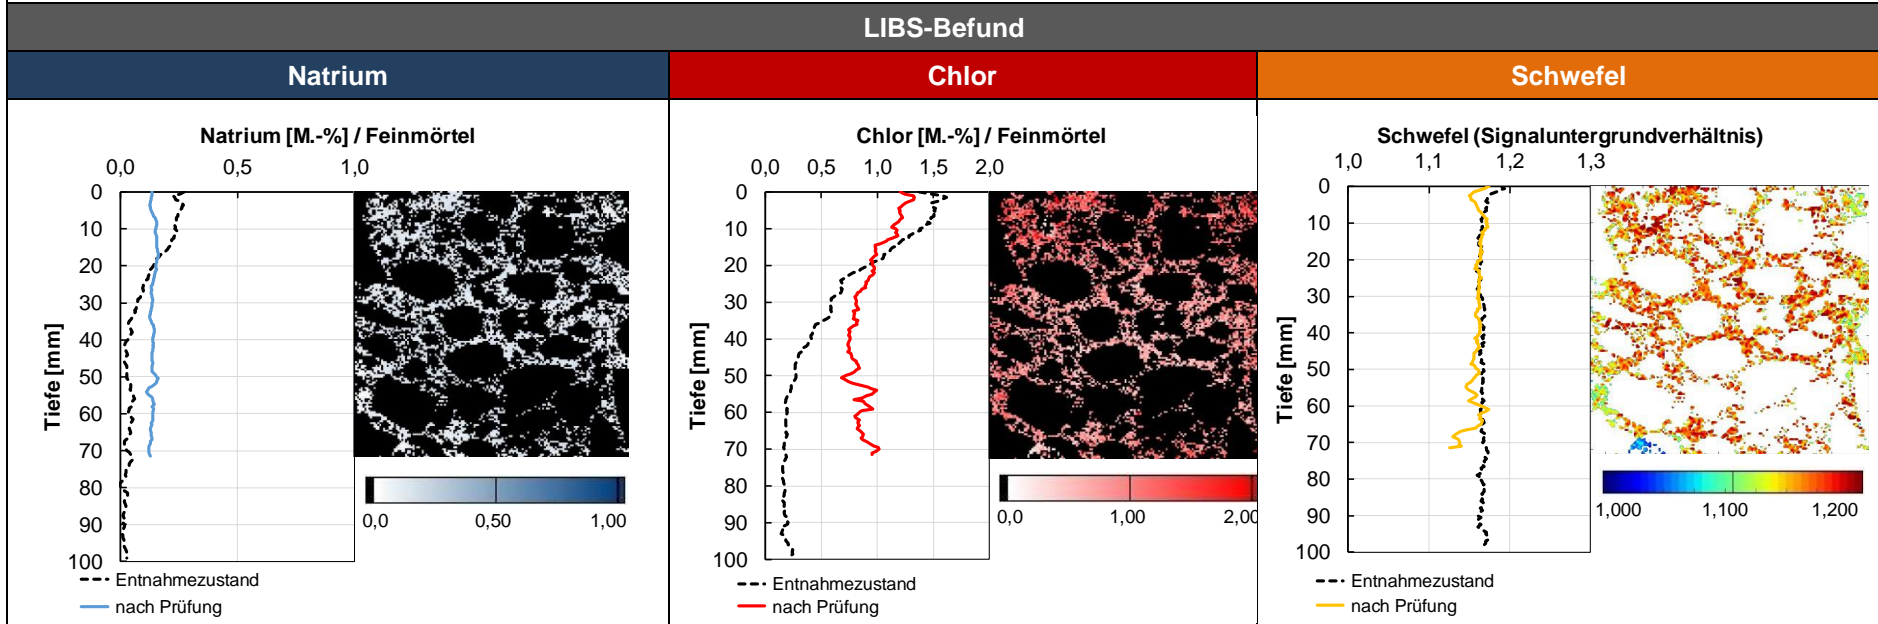 LIBS-Befund
Natrium
Chlor
Schwefel
Natrium [M.-%] / Feinmörtel
0,0 0,5 1,0
0
10
20
30
40
50
60
70
80
90
100
Tiefe [mm]
0,0 0,50 1,00
Entnahmezustand
nach Prüfung
Chlor [M.-%] / Feinmörtel
0,0 0,5 1,0 1,5 2,0
0
10
20
30
40
50
60
70
80
90
100
Tiefe [mm]
0,0 1,00 2,00
Entnahmezustand
nach Prüfung
Schwefel (Signaluntergrundverhältnis)
1,0 1,1 1,2 1,3
0
10
20
30
40
50
60
70
80
90
100
Tiefe [mm]
1,000 1,100 1,200
Entnahmezustand
nach Prüfung